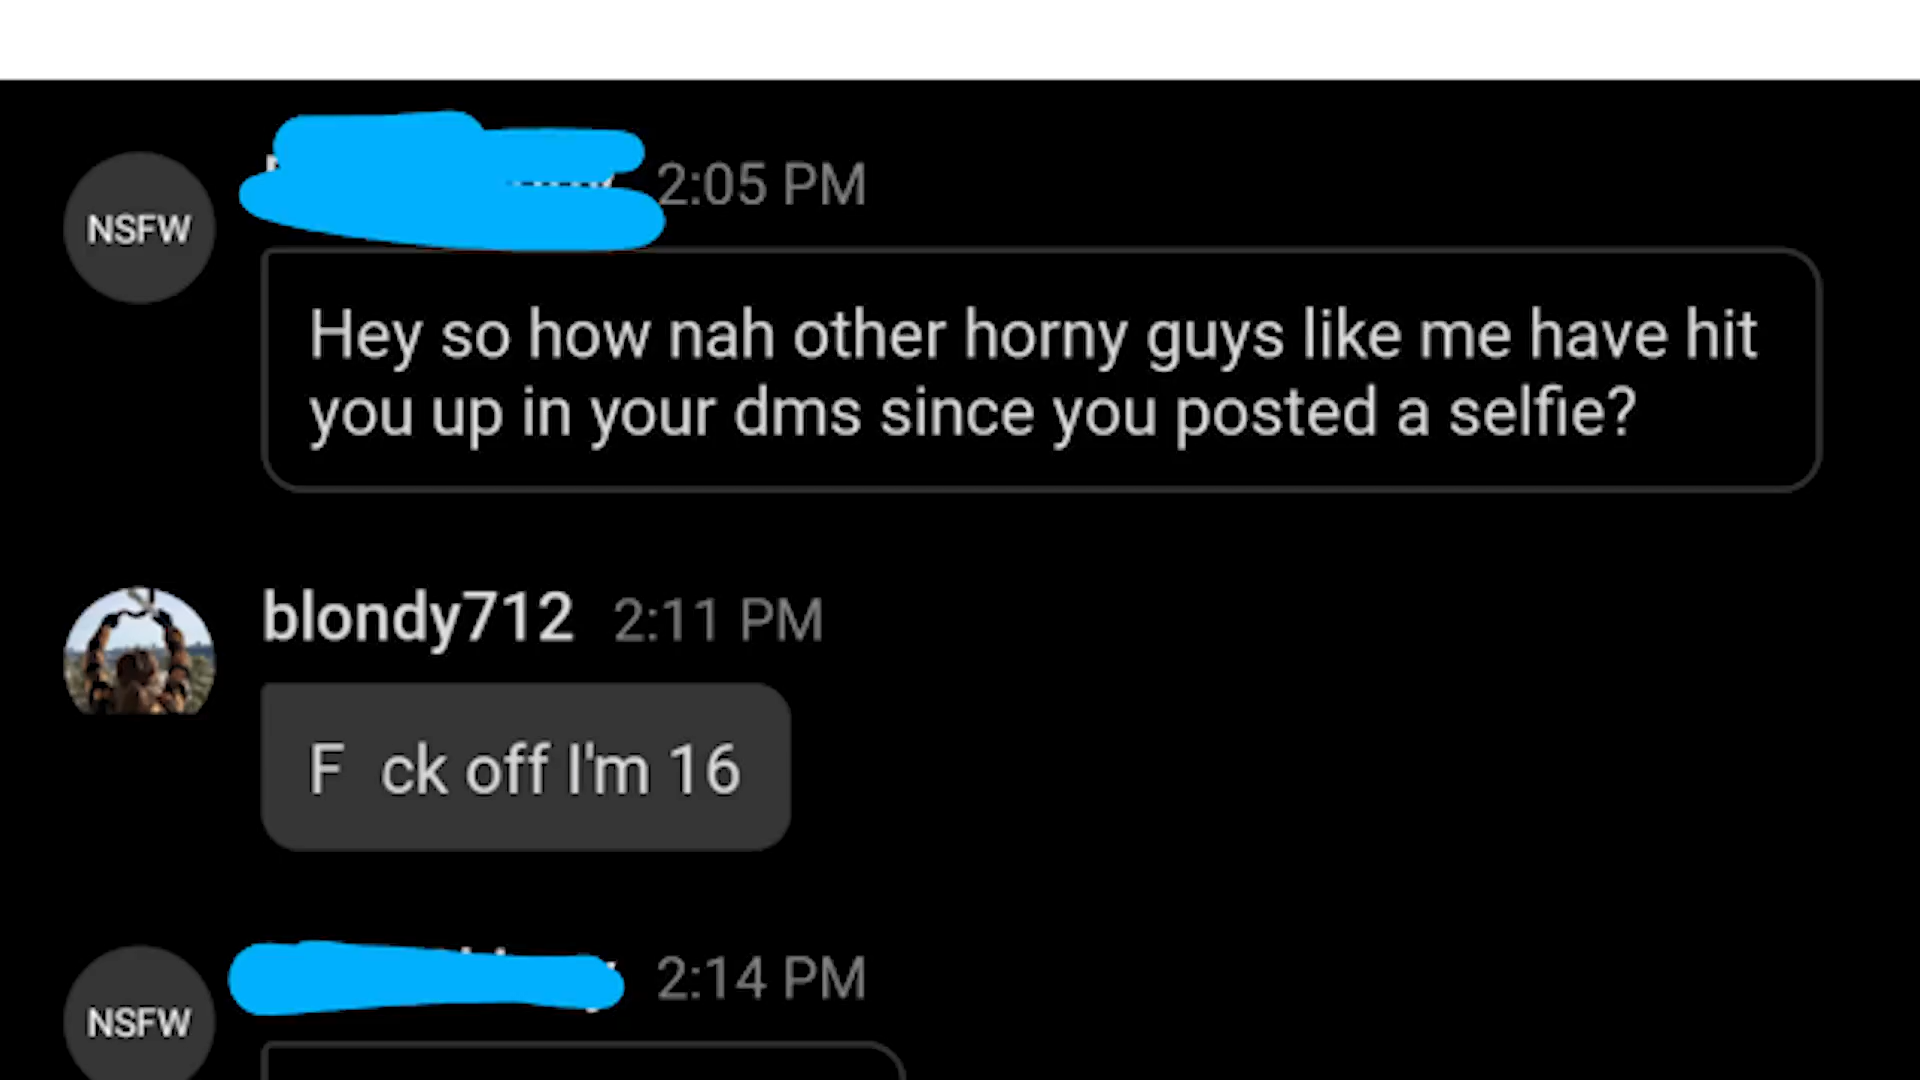 2:05 PM
NSFW
Hey so how nah other horny guys like me have hit
you up in your dms since you posted a selfie?
blondy712 2:11 PM
F ck off I'm 16
2:14 PM
NSFW